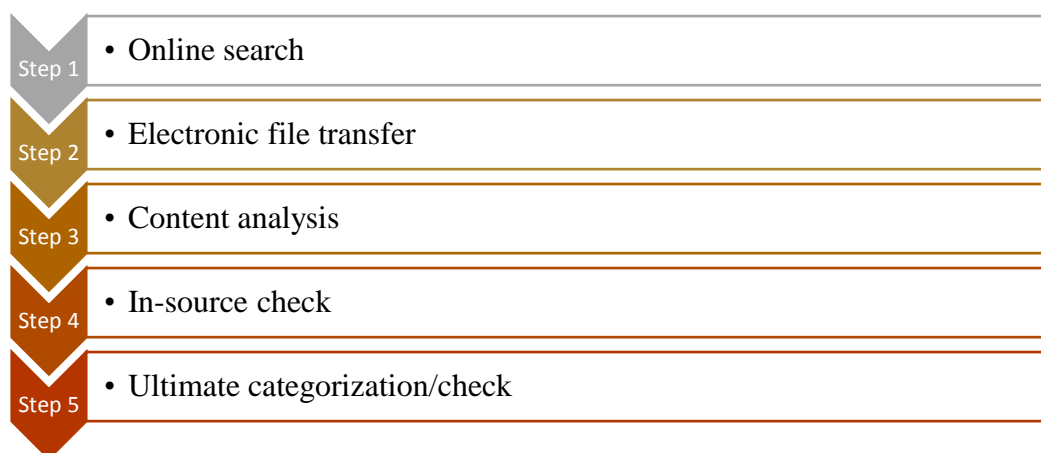 Step 1
• Online search
Step 2
• Electronic file transfer
Step 3
• Content analysis
Step 4
• In-source check
Step 5
• Ultimate categorization/check